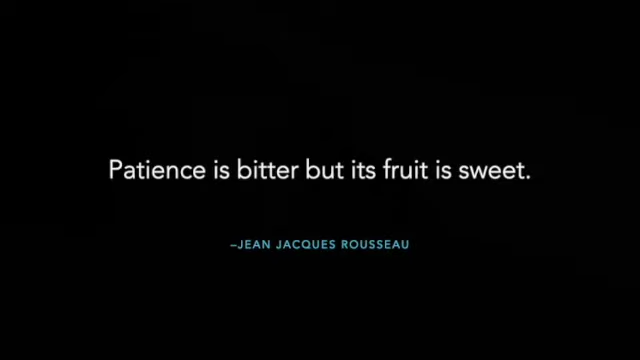 Patience is bitter but its fruit is sweet.
–JEAN JACQUES ROUSSEAU